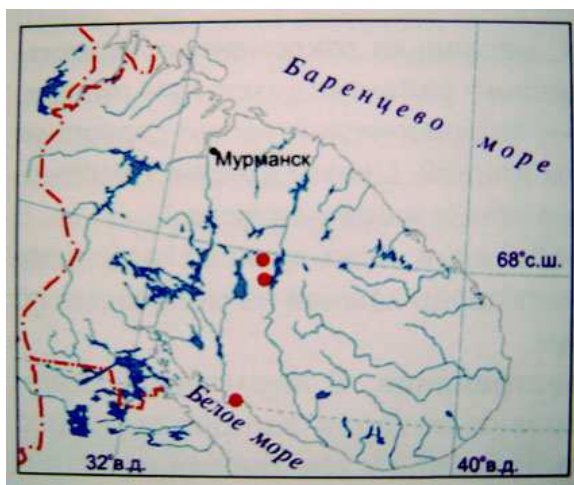 Баренцево море
Мурманск
68°с.ш.
Белое море
32°в.д.
40°в.д.